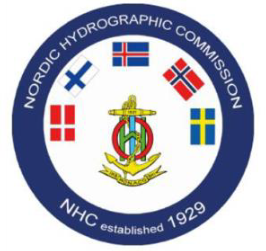 NORDIC HYDROGRAPHIC COMMISSION
NHC established 1929